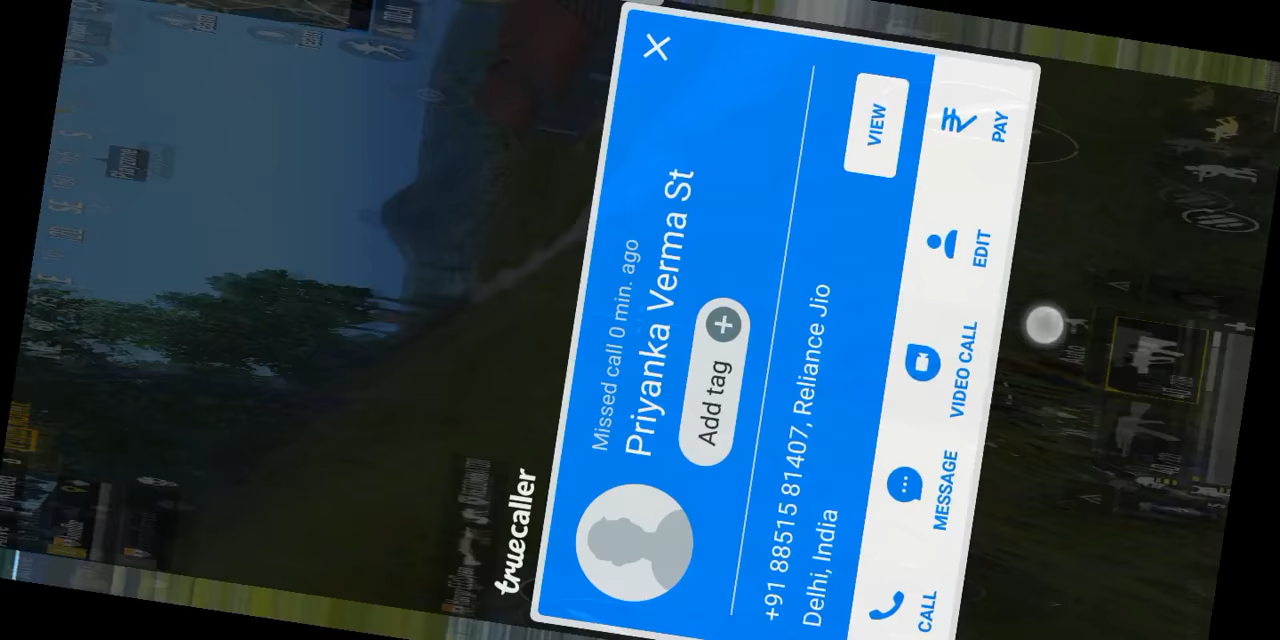 truecaller
Missed call 0 min. ago
Priyanka Verma St
Add tag
+91 88515 81407, Reliance Jio
Delhi, India
VIEW
CALL
MESSAGE
VIDEO CALL
EDIT
PAY